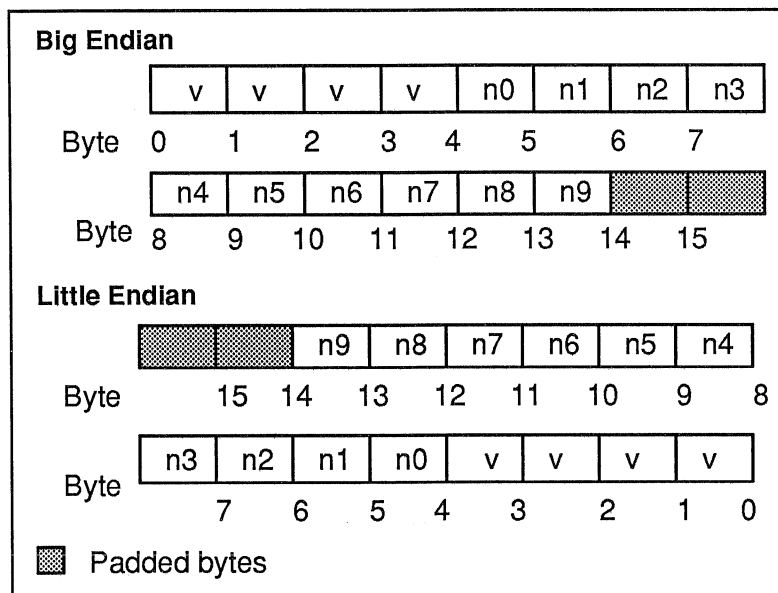 Big Endian
v v v v n0 n1 n2 n3
Byte 0 1 2 3 4 5 6 7
n4 n5 n6 n7 n8 n9
Byte 8 9 10 11 12 13 14 15
Little Endian
n9 n8 n7 n6 n5 n4
Byte 15 14 13 12 11 10 9 8
n3 n2 n1 n0 v v v v
Byte 7 6 5 4 3 2 1 0
Padded bytes